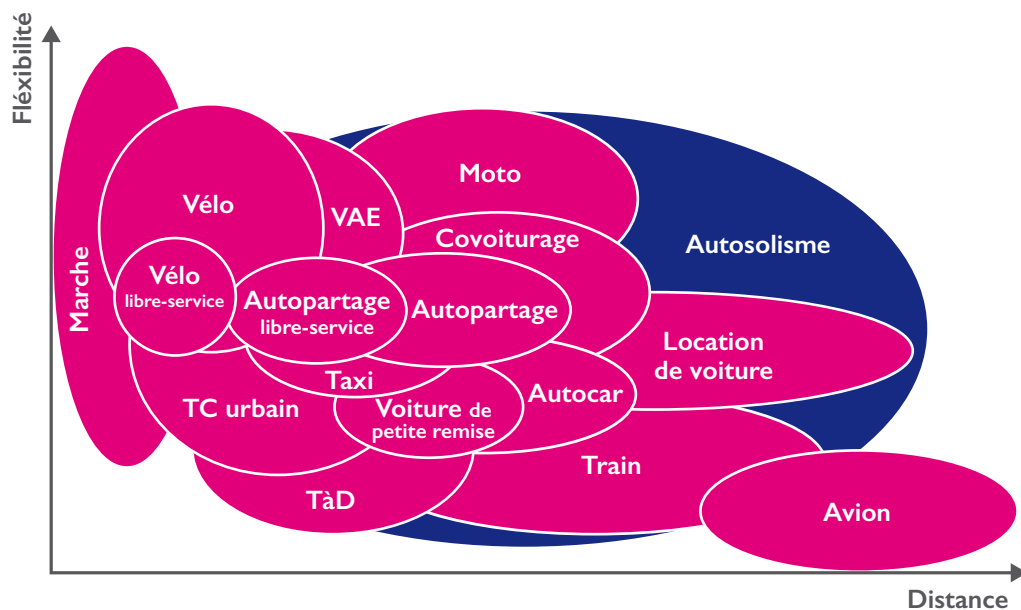 Fléxibilité
Marche
Vélo
VAE
Moto
Covoiturage
Autosolisme
Vélo
libre-service
Autopartage
libre-service
Autopartage
Location
de voiture
Taxi
TC urbain
Voiture de
petite remise
Autocar
Train
TàD
Avion
Distance